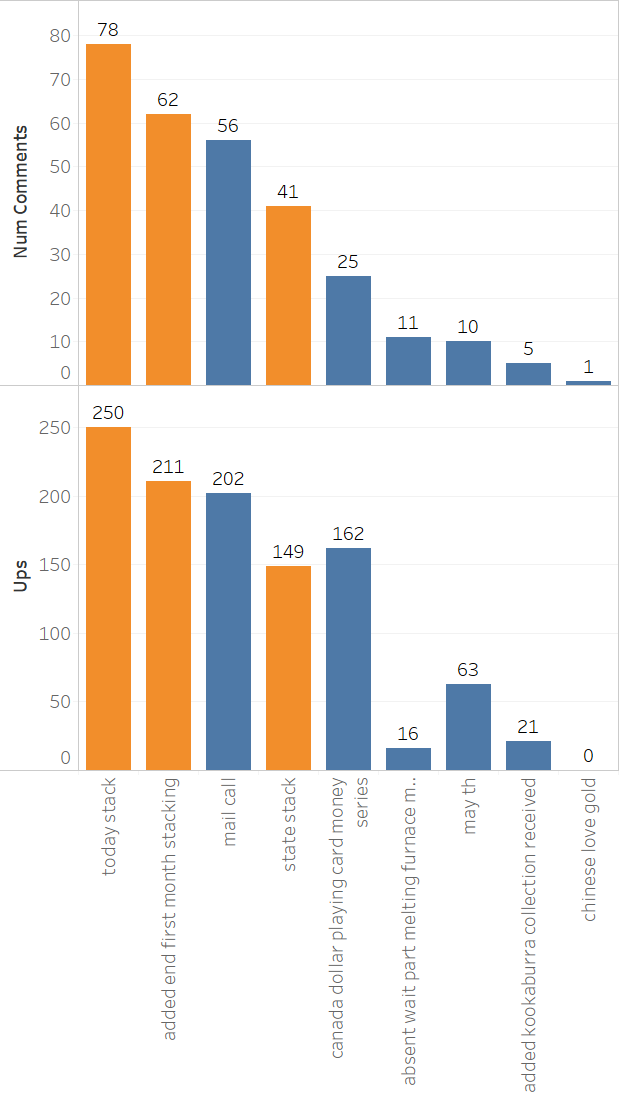 Num Comments
80
70
60
50
40
30
20
10
0
78
62
56
41
25
11
10
5
1
Ups
250
200
150
100
50
0
250
211
202
149
162
16
63
21
0
today stack
added end first month stacking
mail call
state stack
canada dollar playing card money
series
absent wait part melting furnace m..
may th
added kookaburra collection received
chinese love gold